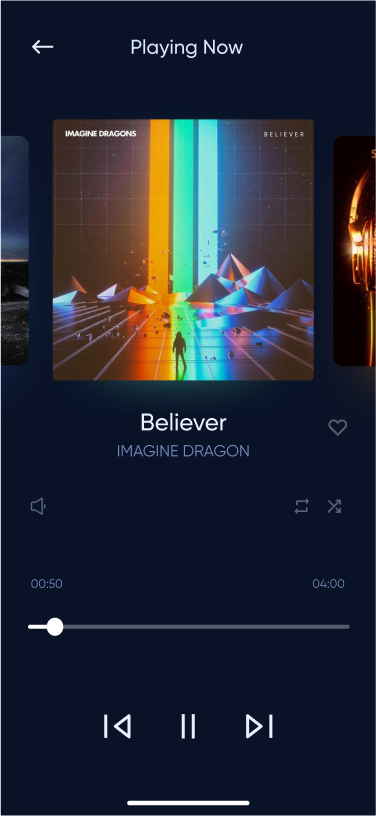 Playing Now
IMAGINE DRAGONS
BELIEVER
Believer
IMAGINE DRAGON
00:50
04:00